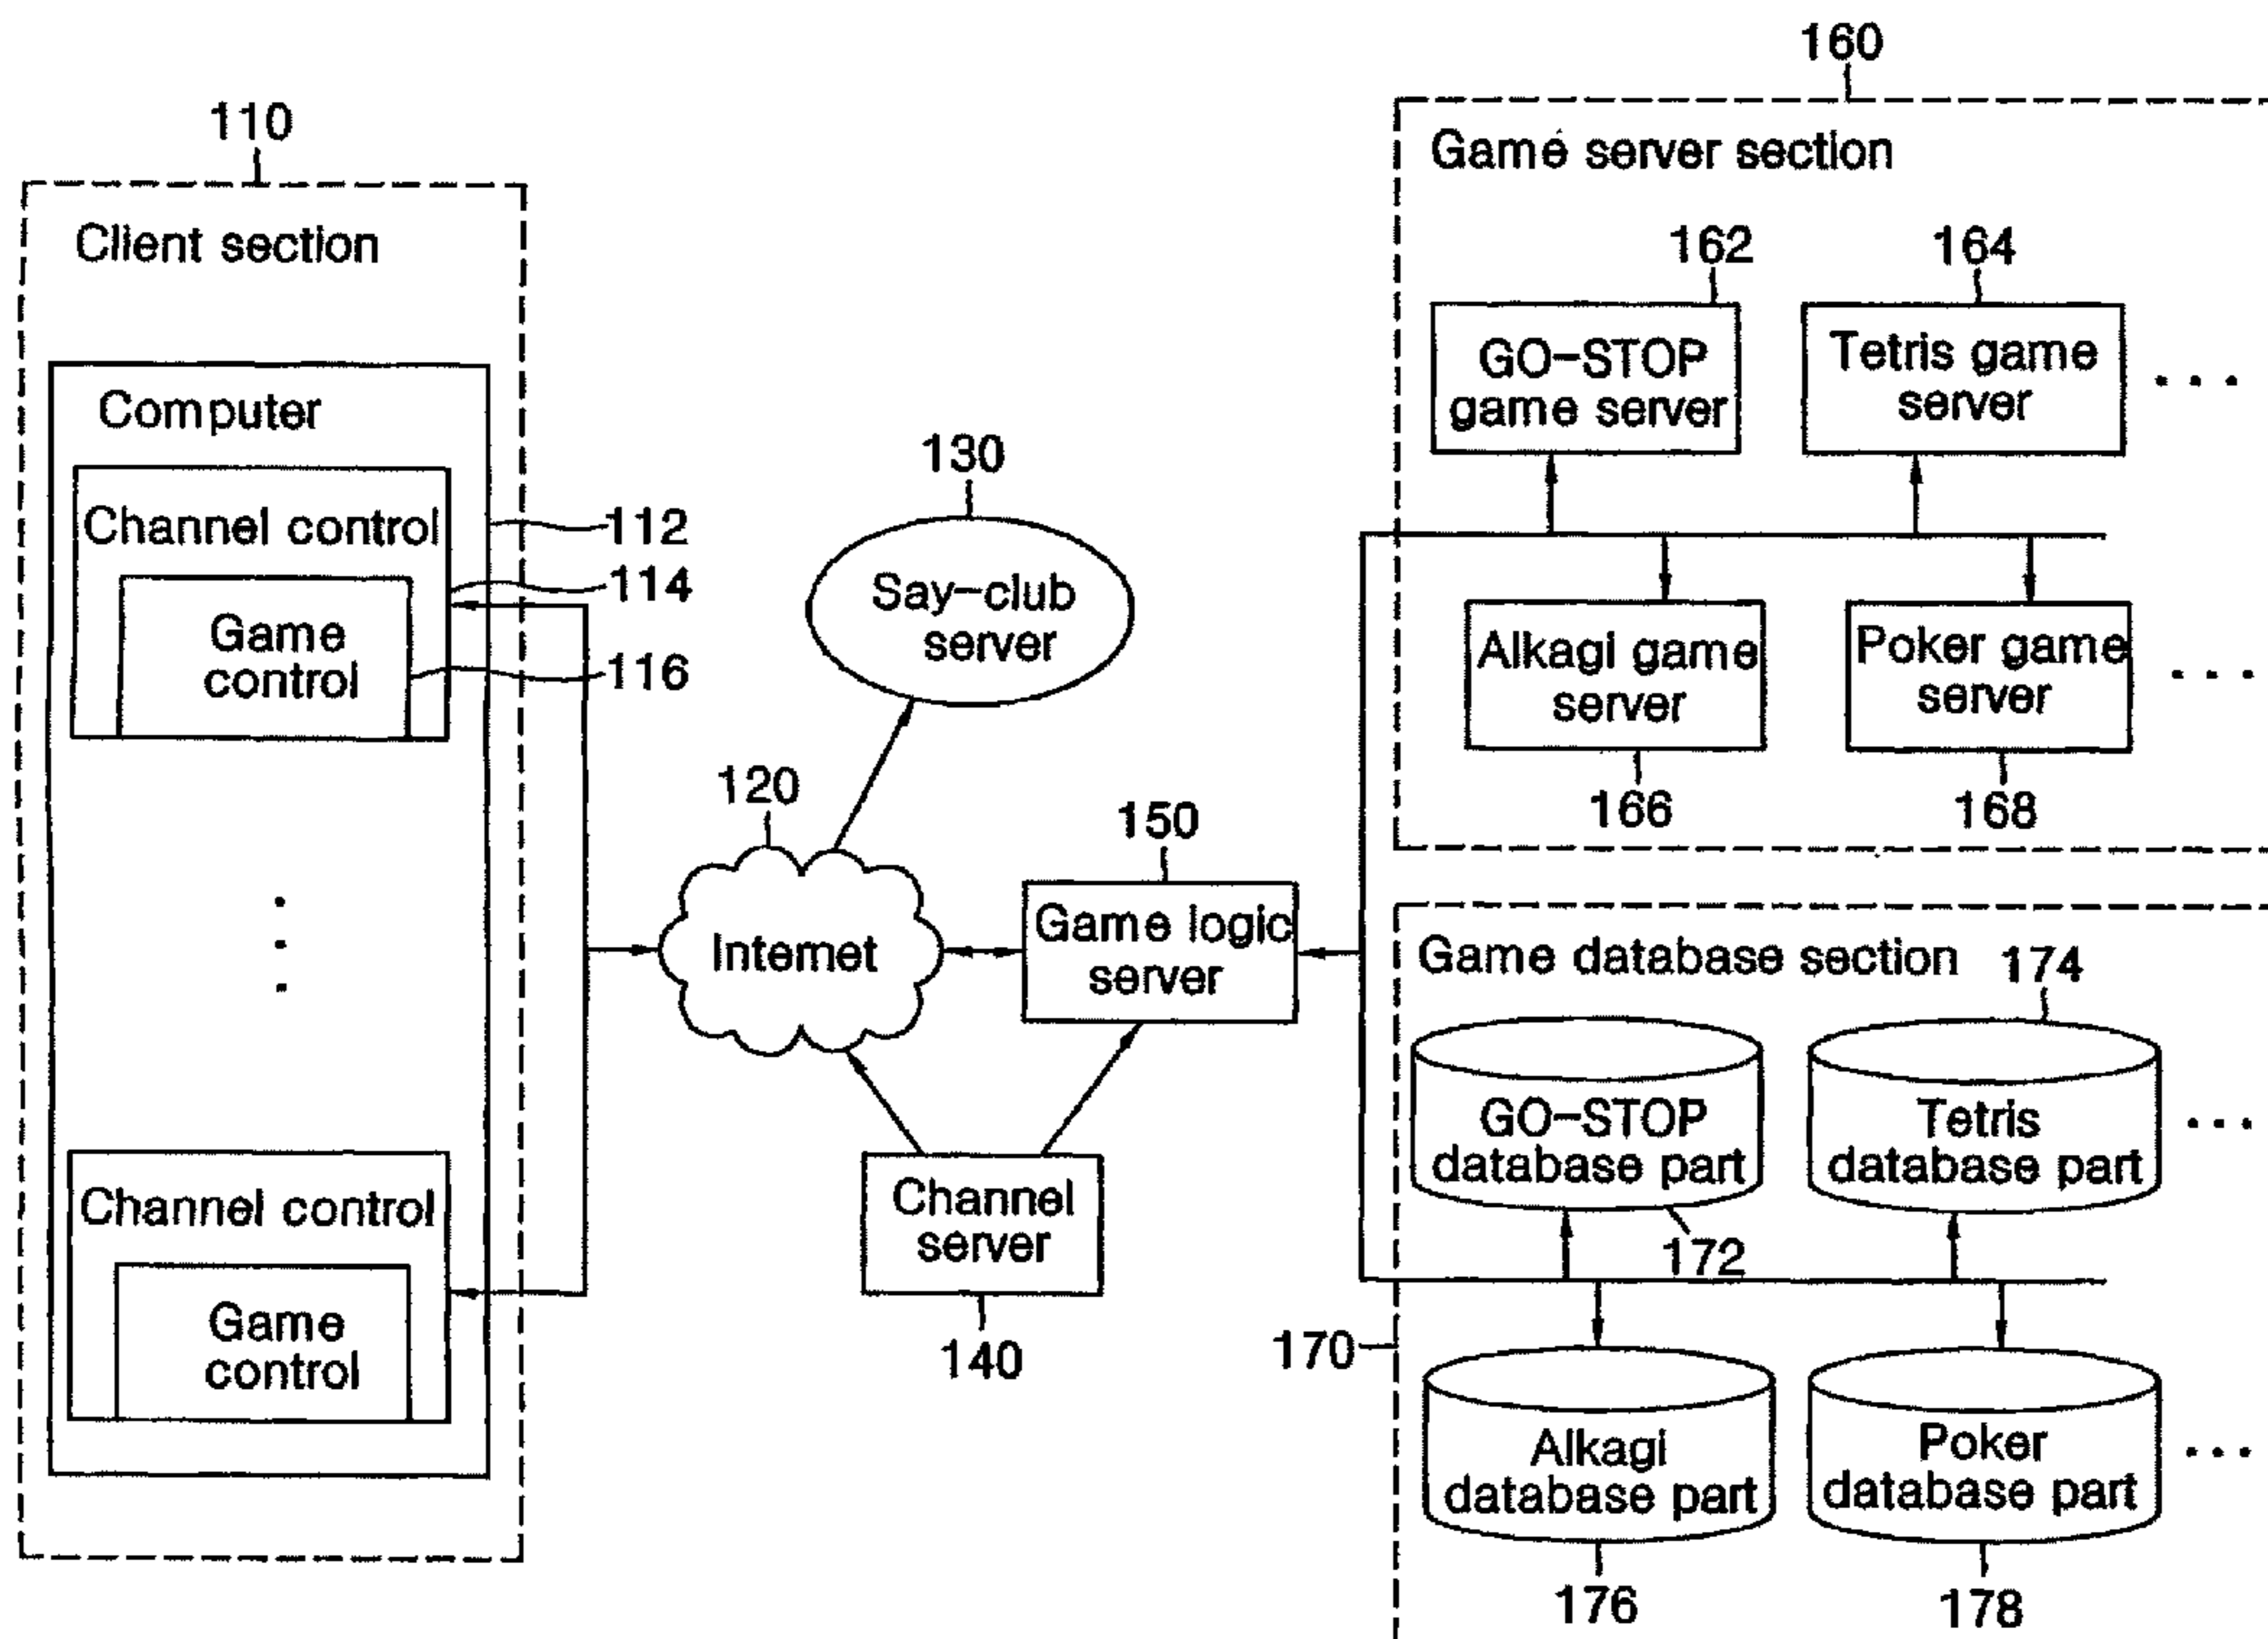 110
Client section
Computer
Channel control
Game
control
112
114
116
Channel control
Game
control
130
Say-club
server
120
Internet
150
Game logic
server
Channel
server
140
160
Game server section
162
GO-STOP
game server
164
Tetris game
server
...
Alkagi game
server
166
Poker game
server
168
...
Game database section
170
GO-STOP
database part
172
174
Tetris
database part
...
Alkagi
database part
176
Poker
database part
178
...